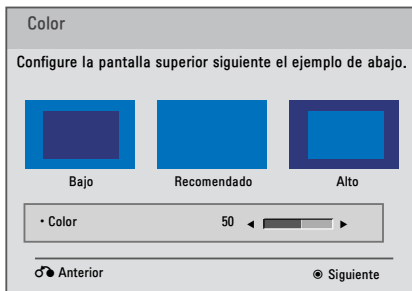 Color
Configure la pantalla superior siguiente el ejemplo de abajo.
Bajo Recomendado Alto
• Color 50
Anterior Siguiente